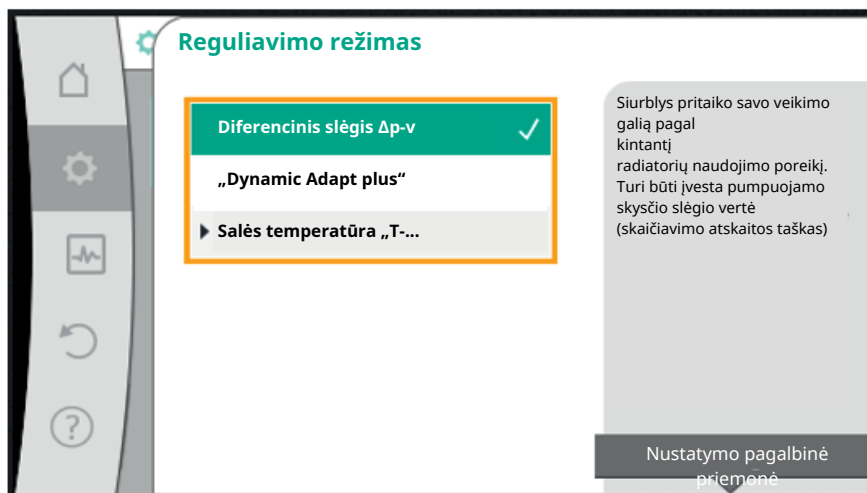 Reguliavimo režimas
Diferencinis slėgis Δp-v
„Dynamic Adapt plus“
Salės temperatūra „T-...
Siurblys pritaiko savo veikimo
galią pagal
kintantį
radiatorių naudojimo poreikį.
Turi būti įvesta pumpuojamo
skysčio slėgio vertė
(skaičiavimo atskaitos taškas)
Nustatymo pagalbinė
priemonė